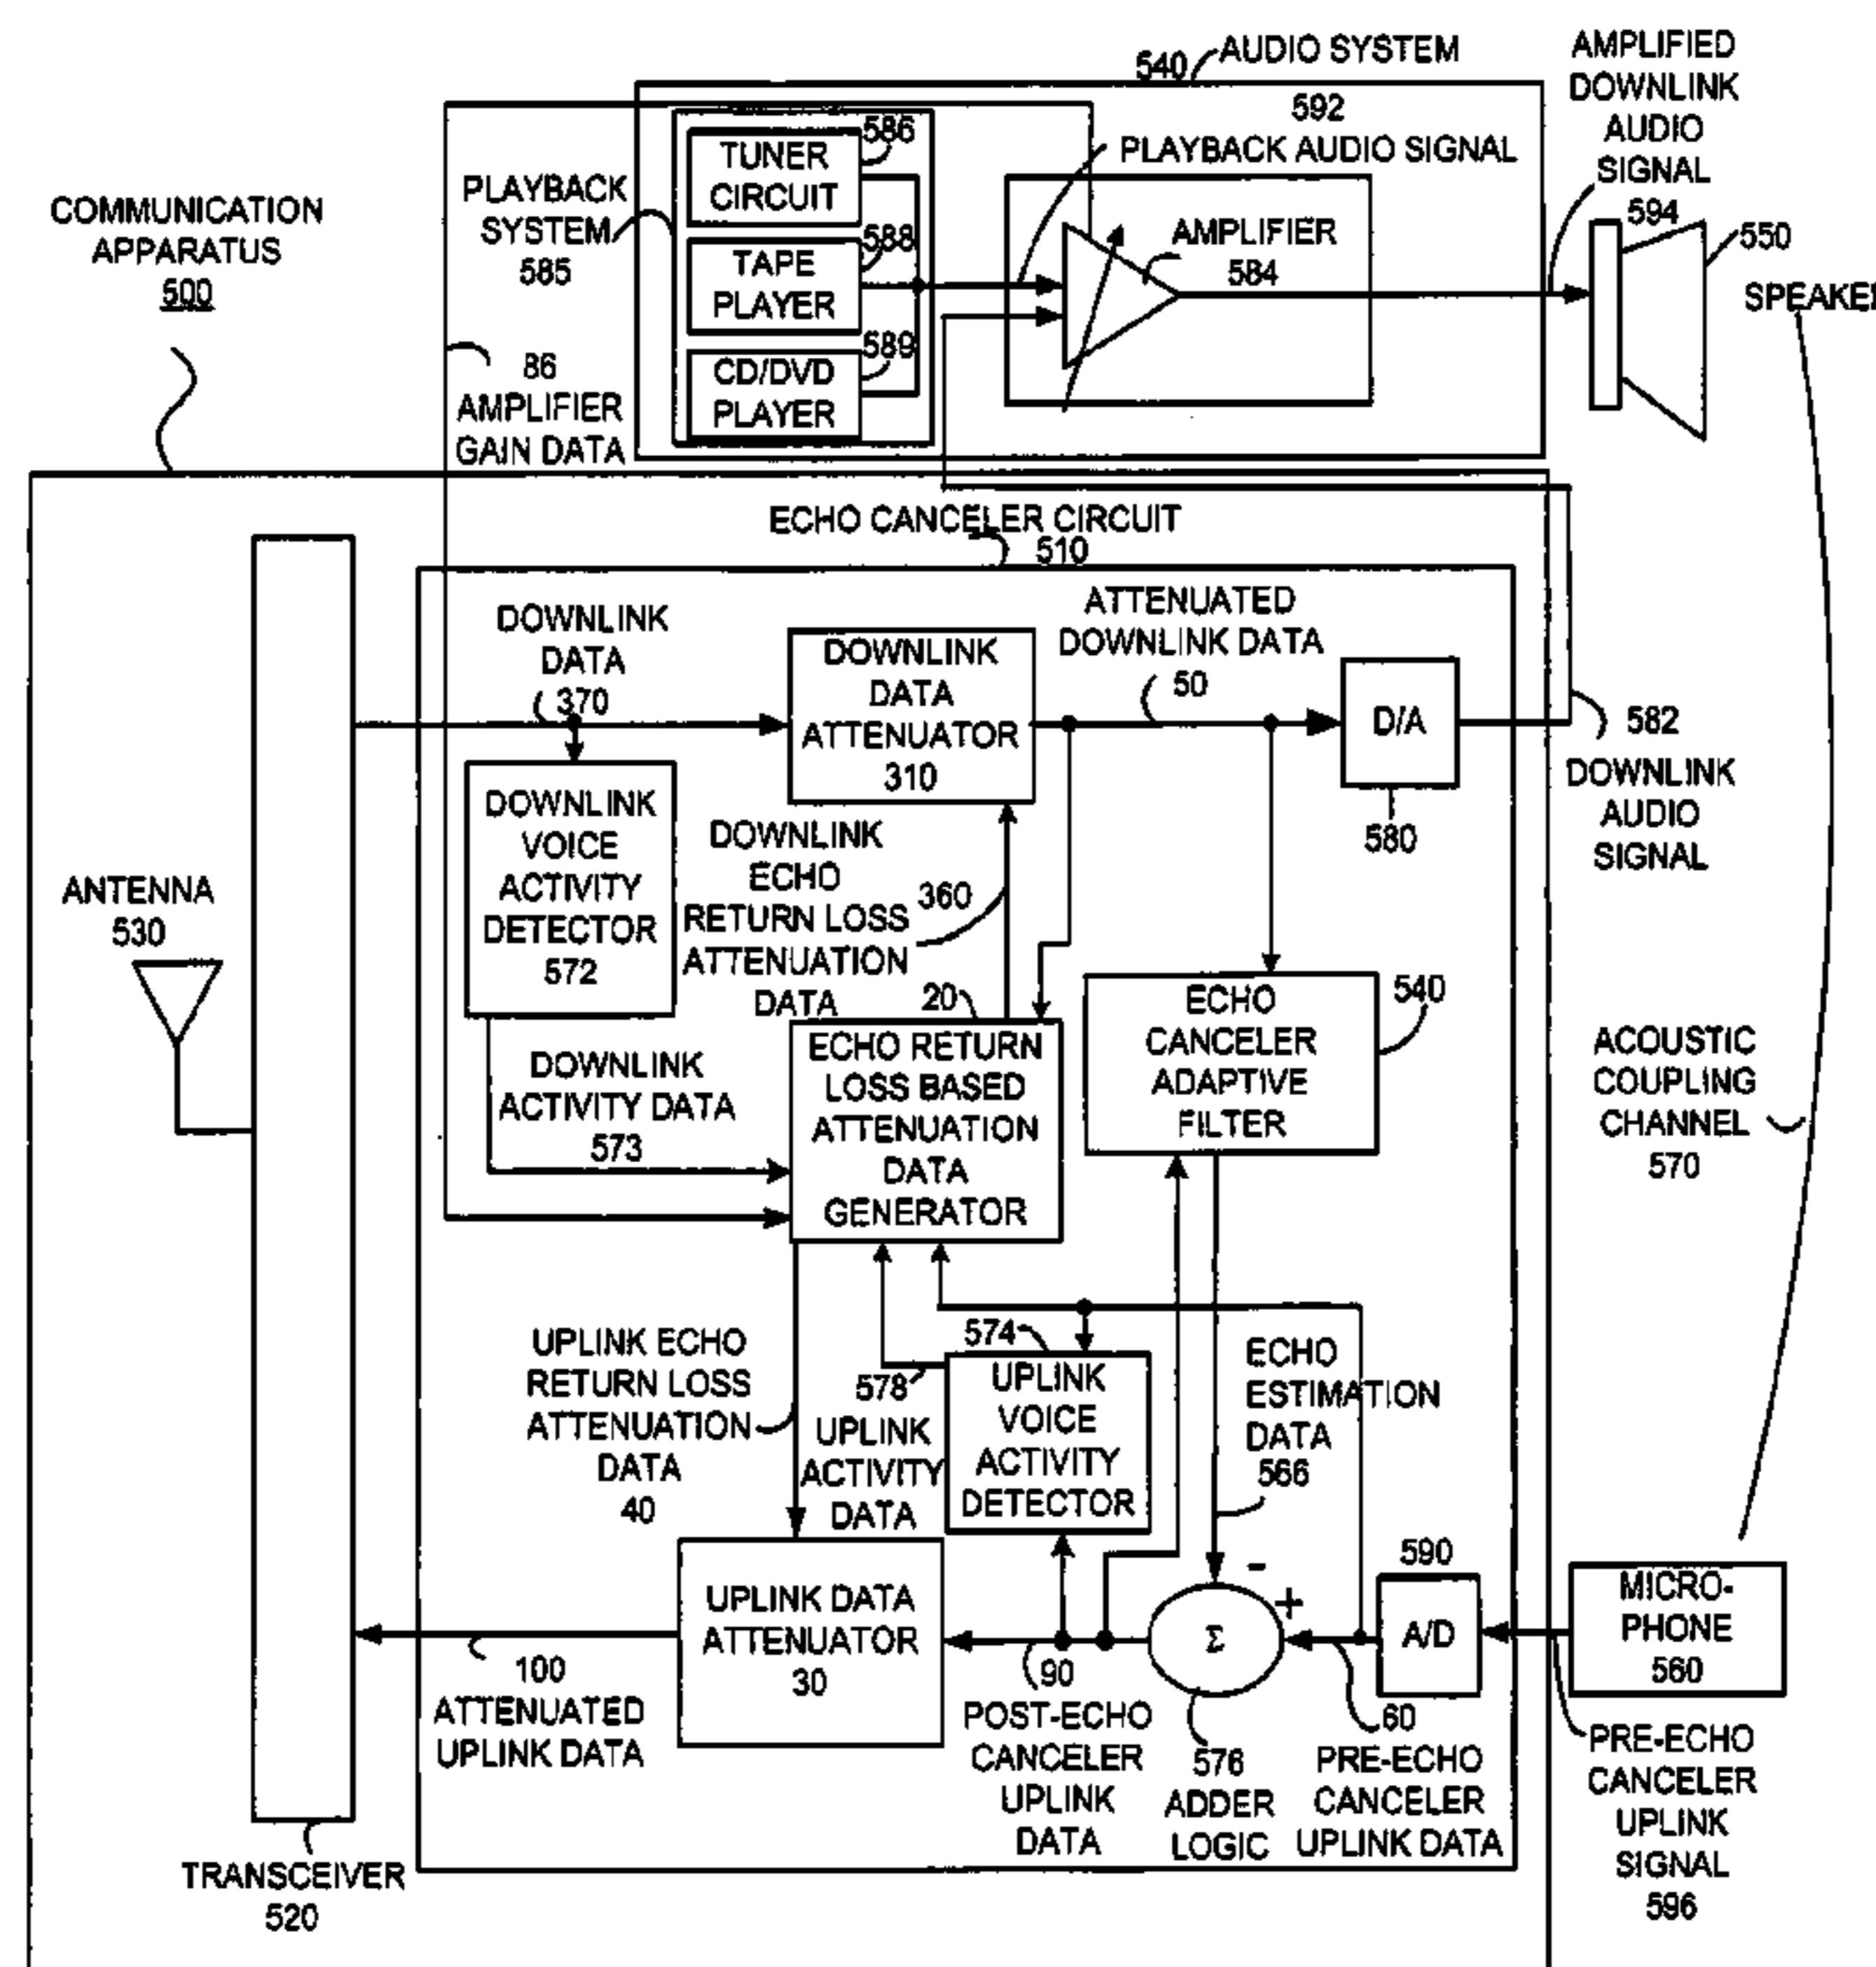 540 AUDIO SYSTEM
AMPLIFIED
DOWNLINK
AUDIO
SIGNAL
594
592
PLAYBACK AUDIO SIGNAL
586
TUNER
CIRCUIT
PLAYBACK
SYSTEM
585
588
TAPE
PLAYER
589
CD/DVD
PLAYER
AMPLIFIER
584
550
SPEAKE
COMMUNICATION
APPARATUS
500
86
AMPLIFIER
GAIN DATA
ECHO CANCELER CIRCUIT
510
DOWNLINK
DATA
370
DOWNLINK
DATA
ATTENUATOR
310
ATTENUATED
DOWNLINK DATA
50
D/A
580
582
DOWNLINK
AUDIO
SIGNAL
DOWNLINK
VOICE
ACTIVITY
DETECTOR
572
DOWNLINK
ECHO
RETURN LOSS
ATTENUATION
DATA
360
ANTENNA
530
20
ECHO RETURN
LOSS BASED
ATTENUATION
DATA
GENERATOR
ECHO
CANCELER
ADAPTIVE
FILTER
540
DOWNLINK
ACTIVITY DATA
573
ACOUSTIC
COUPLING
CHANNEL
570
UPLINK ECHO
RETURN LOSS
ATTENUATION
DATA
40
574
578
UPLINK
ACTIVITY
DATA
UPLINK
VOICE
ACTIVITY
DETECTOR
ECHO
ESTIMATION
DATA
566
-
+
590
A/D
MICRO-
PHONE
560
UPLINK DATA
ATTENUATOR
30
Σ
100
ATTENUATED
UPLINK DATA
90
POST-ECHO
CANCELER
UPLINK
DATA
576
ADDER
LOGIC
60
PRE-ECHO
CANCELER
UPLINK DATA
PRE-ECHO
CANCELER
UPLINK
SIGNAL
596
TRANSCEIVER
520